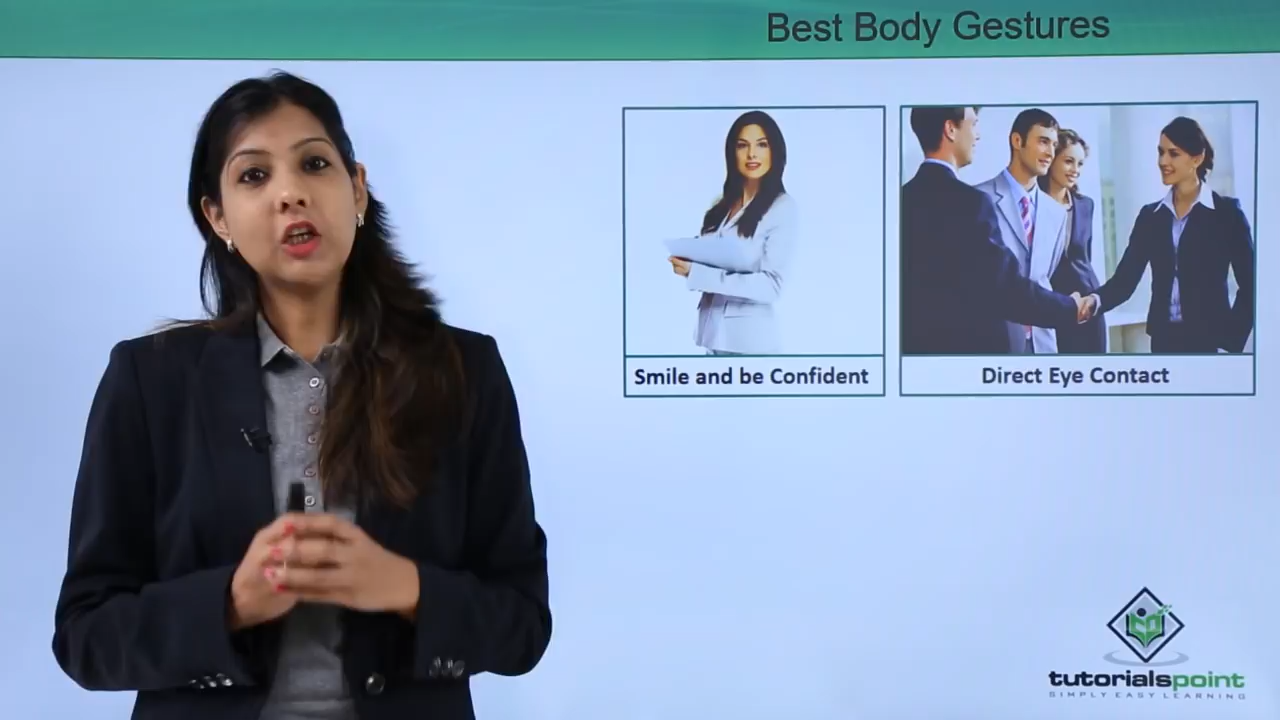 Best Body Gestures
Smile and be Confident
Direct Eye Contact
tutorialspoint
SIMPLY EASY LEARNING